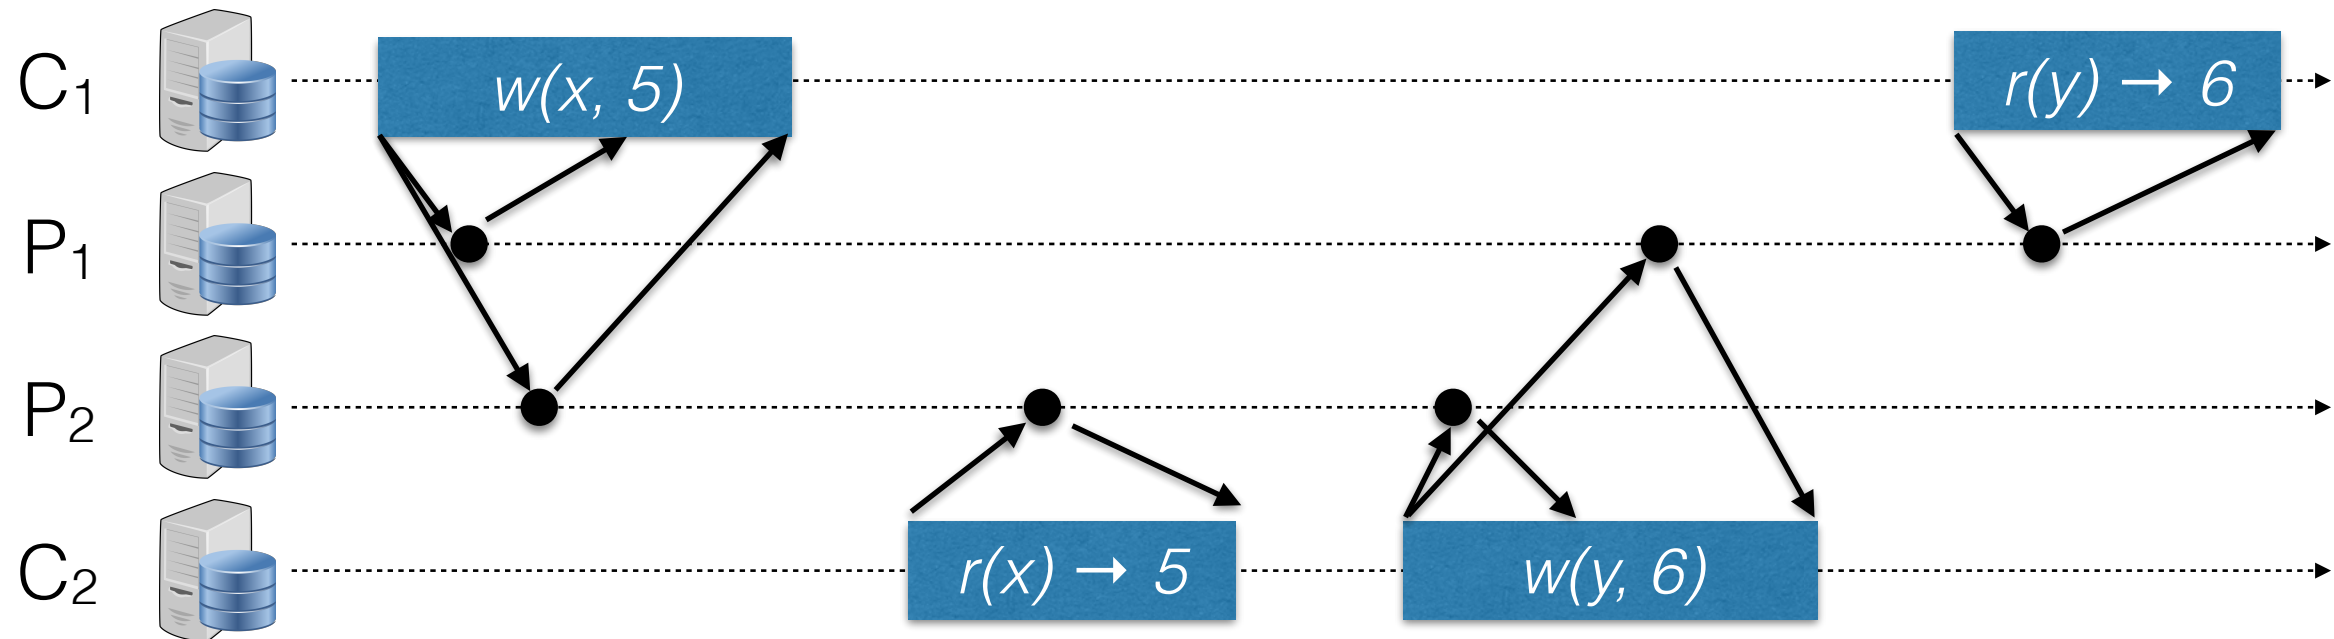 C₁ w(x, 5) r(y) → 6
P₁
P₂
C₂ r(x) → 5 w(y, 6)